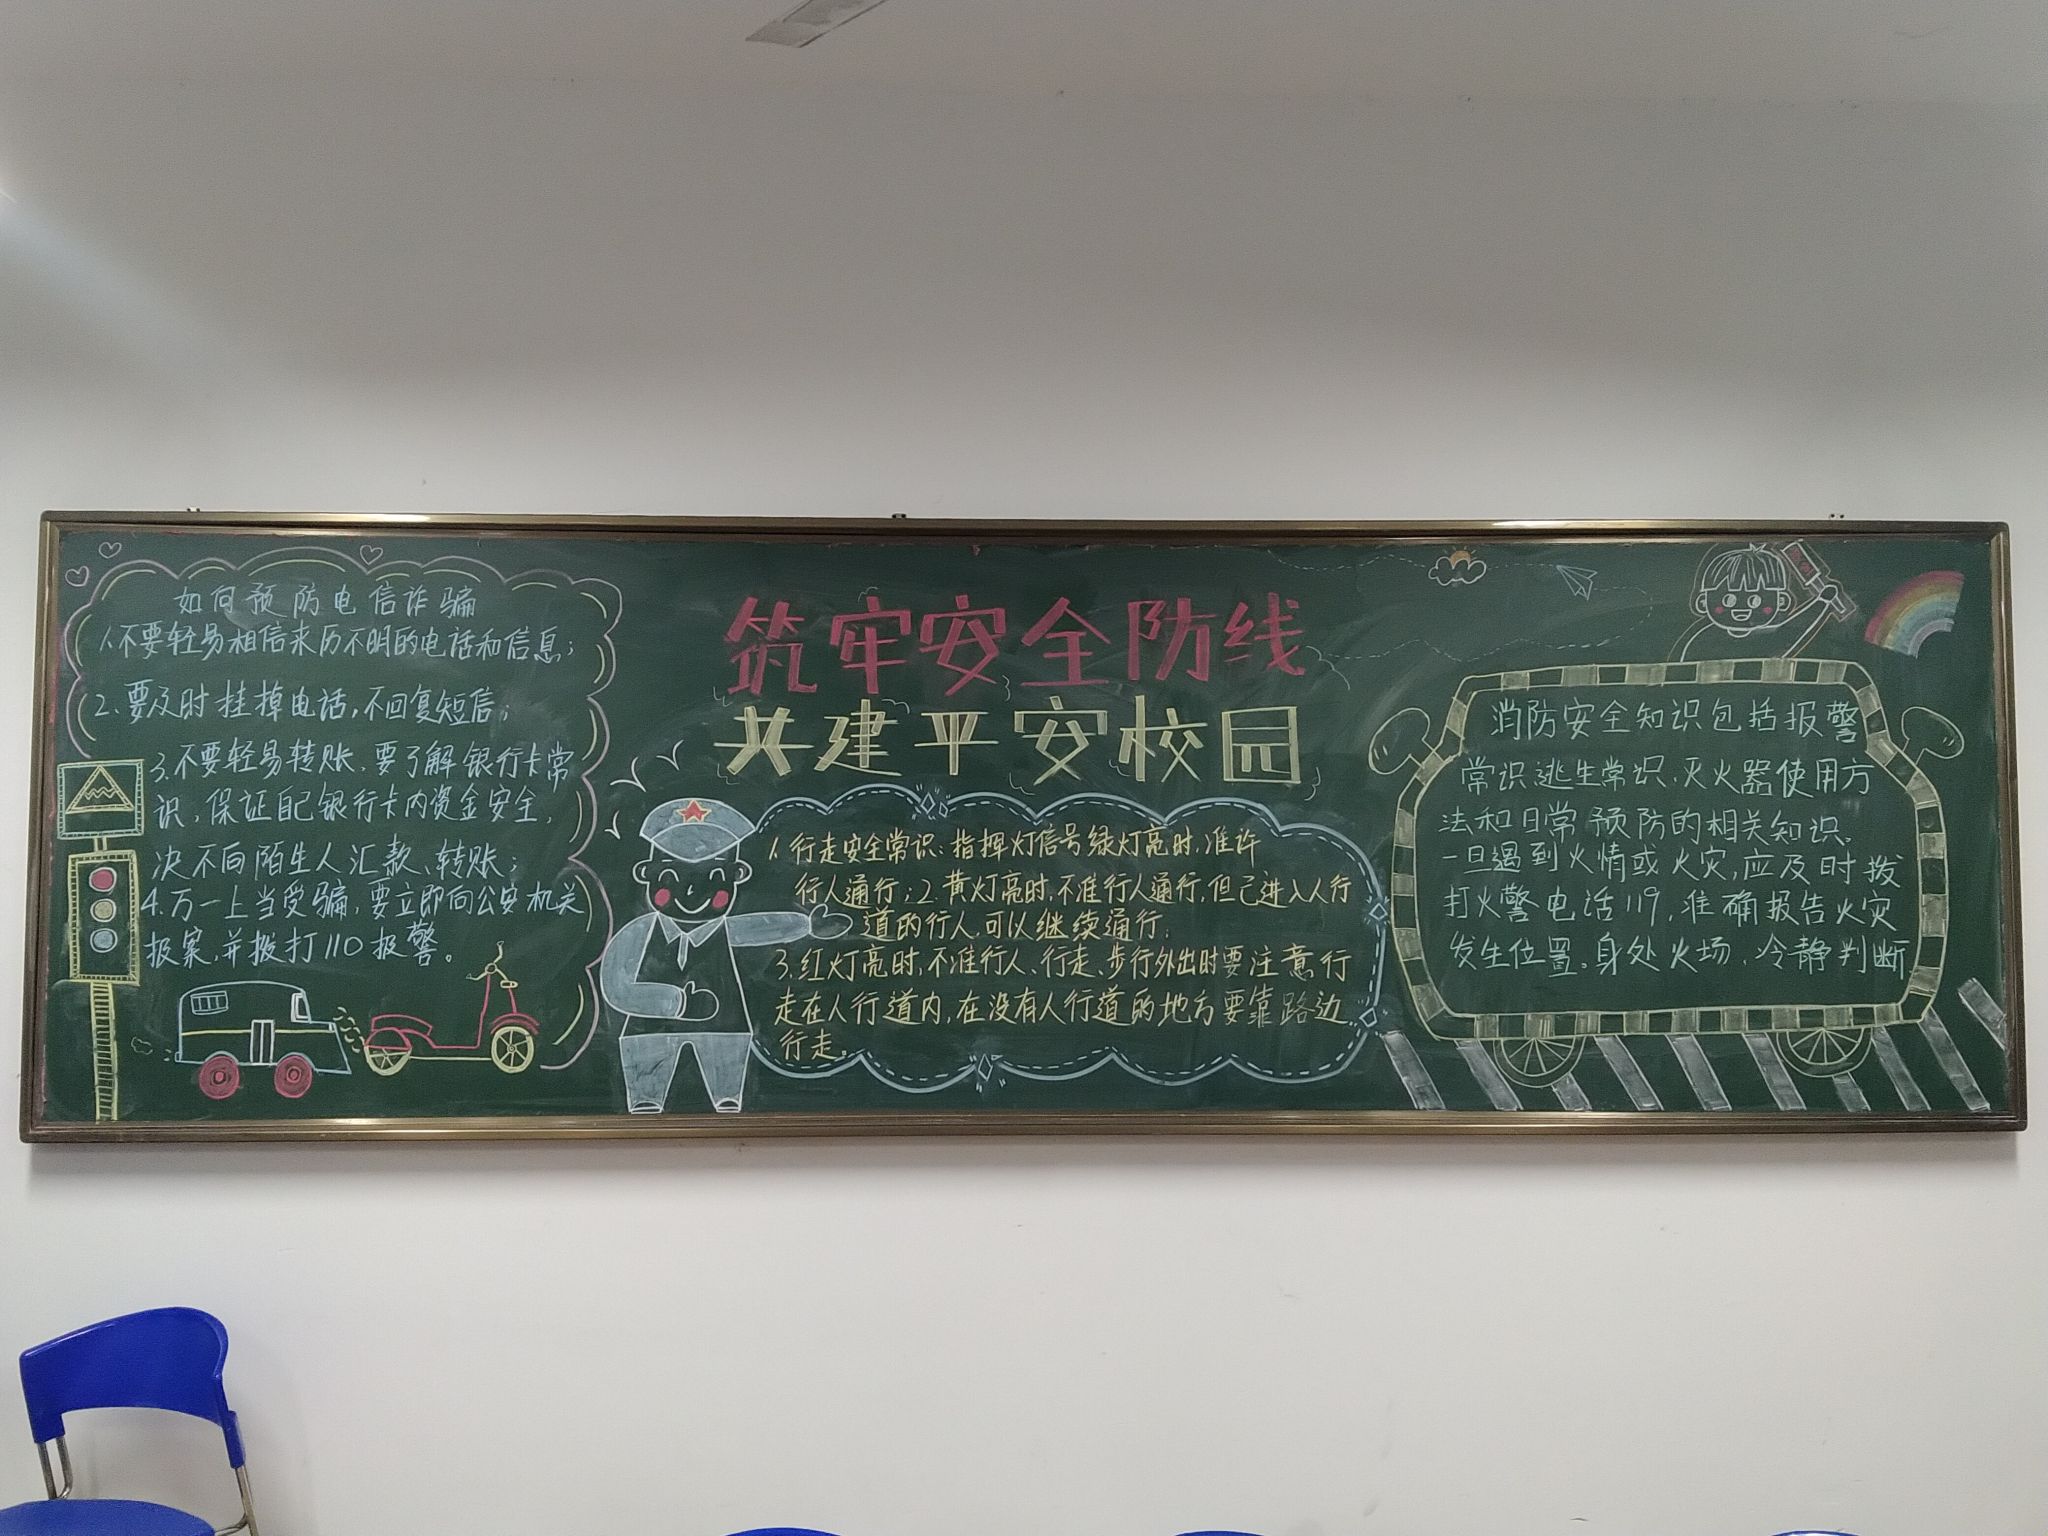 如何预防电信诈骗
1.不要轻易相信来历不明的电话和信息;
2.要及时挂掉电话,不回复短信;
3.不要轻易转账、要了解银行卡常
识,保证自己银行卡内资金安全,
决不向陌生人汇款、转账;
4.万一上当受骗,要立即向公安机关
报案,并拨打110报警。
筑牢安全防线
共建平安校园
1.行走安全常识:指挥灯信号绿灯亮时,准许
行人通行;2.黄灯亮时,不准行人通行,但已进入人行
道的行人,可以继续通行;
3.红灯亮时,不准行人、行走、步行外出时要注意行
走在人行道内,在没有人行道的地方要靠路边
行走。
消防安全知识包括报警
常识逃生常识、灭火器使用方
法和日常预防的相关知识。
一旦遇到火情或火灾,应及时拨
打火警电话119,准确报告火灾
发生位置。身处火场,冷静判断